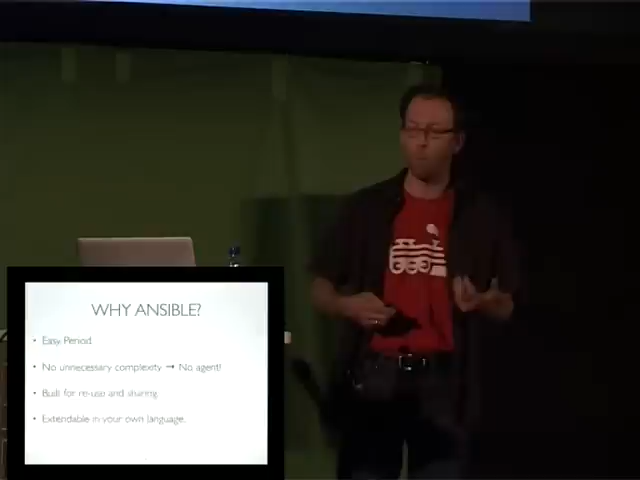 WHY ANSIBLE?
• Easy. Period
• No unnecessary complexity → No agent!
• Built for re-use and sharing
• Extendable in your own language.